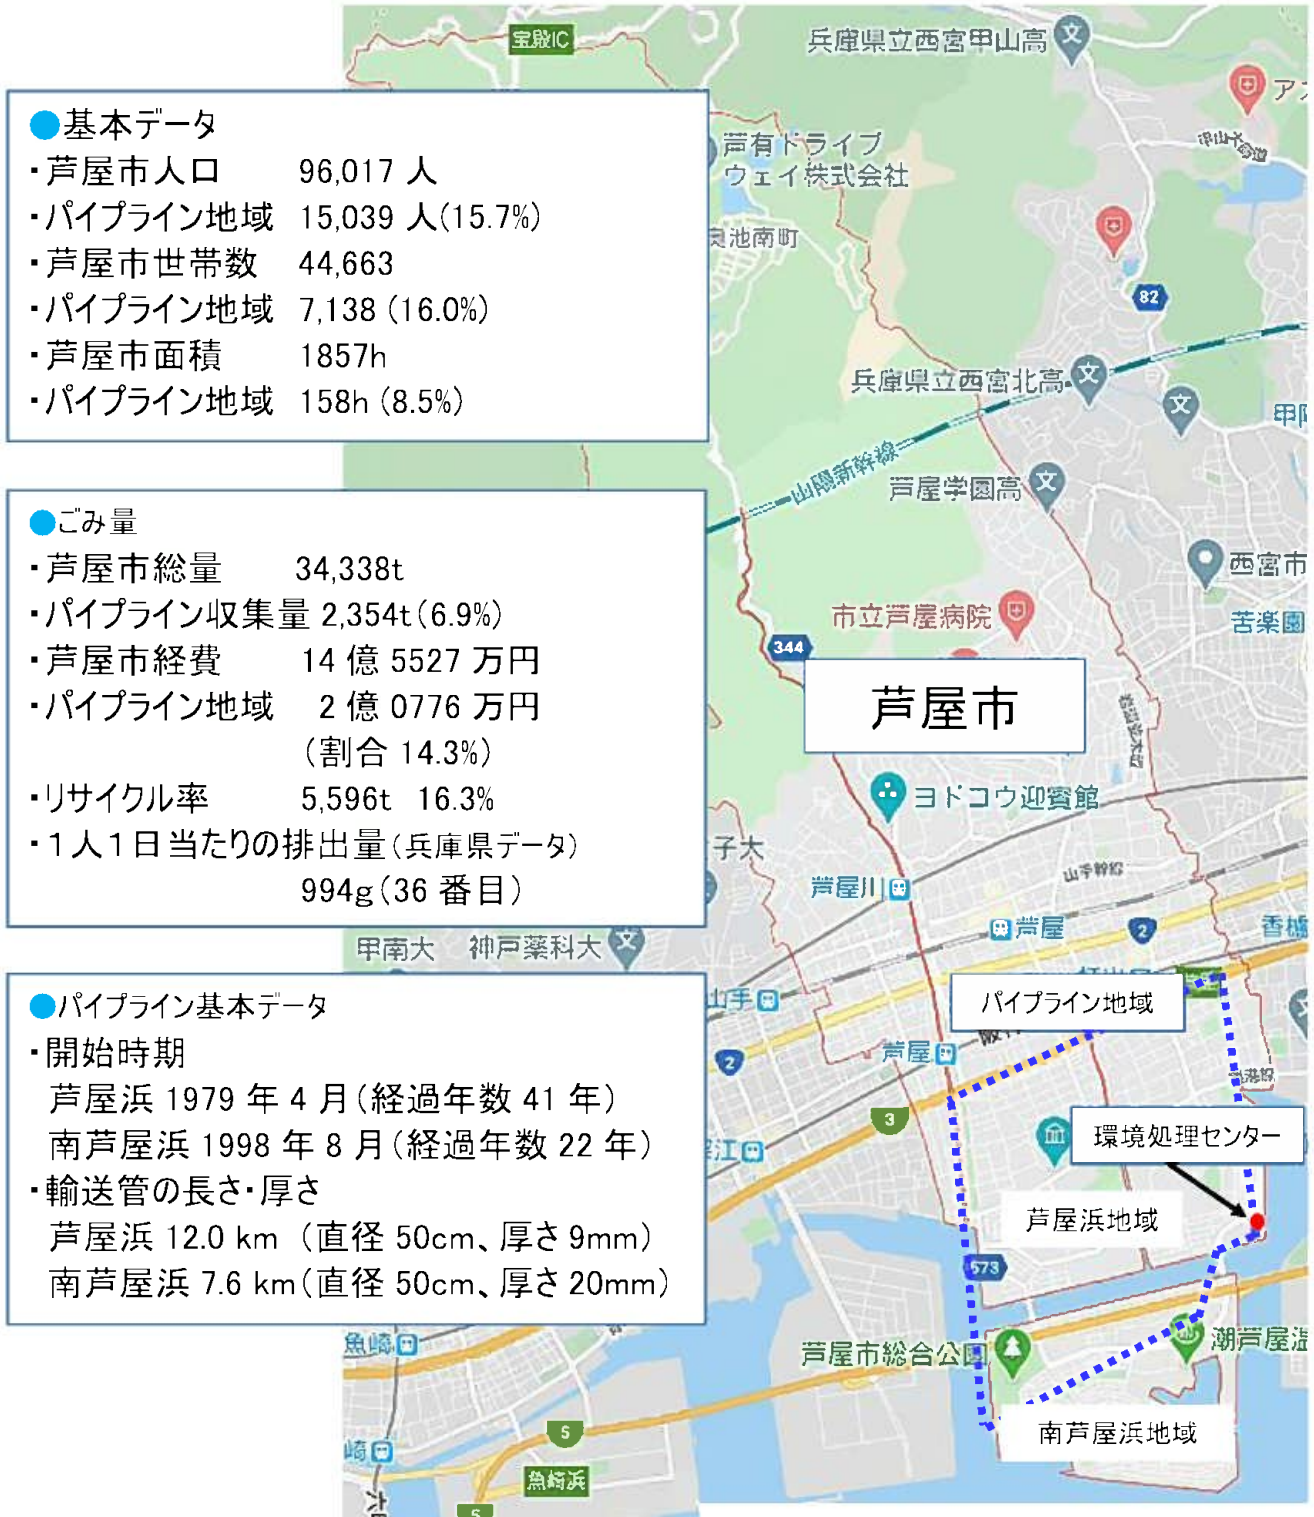 ●基本データ
・芦屋市人口 96,017 人
・パイプライン地域 15,039 人(15.7%)
・芦屋市世帯数 44,663
・パイプライン地域 7,138 (16.0%)
・芦屋市面積 1857h
・パイプライン地域 158h (8.5%)
●ごみ量
・芦屋市総量 34,338t
・パイプライン収集量 2,354t(6.9%)
・芦屋市経費 14 億 5527 万円
・パイプライン地域 2 億 0776 万円
(割合 14.3%)
・リサイクル率 5,596t 16.3%
・1人1日当たりの排出量(兵庫県データ)
994g(36 番目)
●パイプライン基本データ
・開始時期
芦屋浜 1979 年 4 月(経過年数 41 年)
南芦屋浜 1998 年 8 月(経過年数 22 年)
・輸送管の長さ・厚さ
芦屋浜 12.0 km (直径 50cm、厚さ 9mm)
南芦屋浜 7.6 km(直径 50cm、厚さ 20mm)
宝殿IC
兵庫県立西宮甲山高
芦有ドライブ
ウェイ株式会社
池南町
82
兵庫県立西宮北高
山陽新幹線
芦屋学園高
西宮市
苦楽園
市立芦屋病院
344
芦屋市
ヨドコウ迎賓館
子大
山手幹線
芦屋川
芦屋
2
甲南大
神戸薬科大
山手
パイプライン地域
芦屋
2
3
環境処理センター
江
芦屋浜地域
573
魚崎
芦屋市総合公園
潮芦屋温
南芦屋浜地域
5
崎
魚崎浜
5